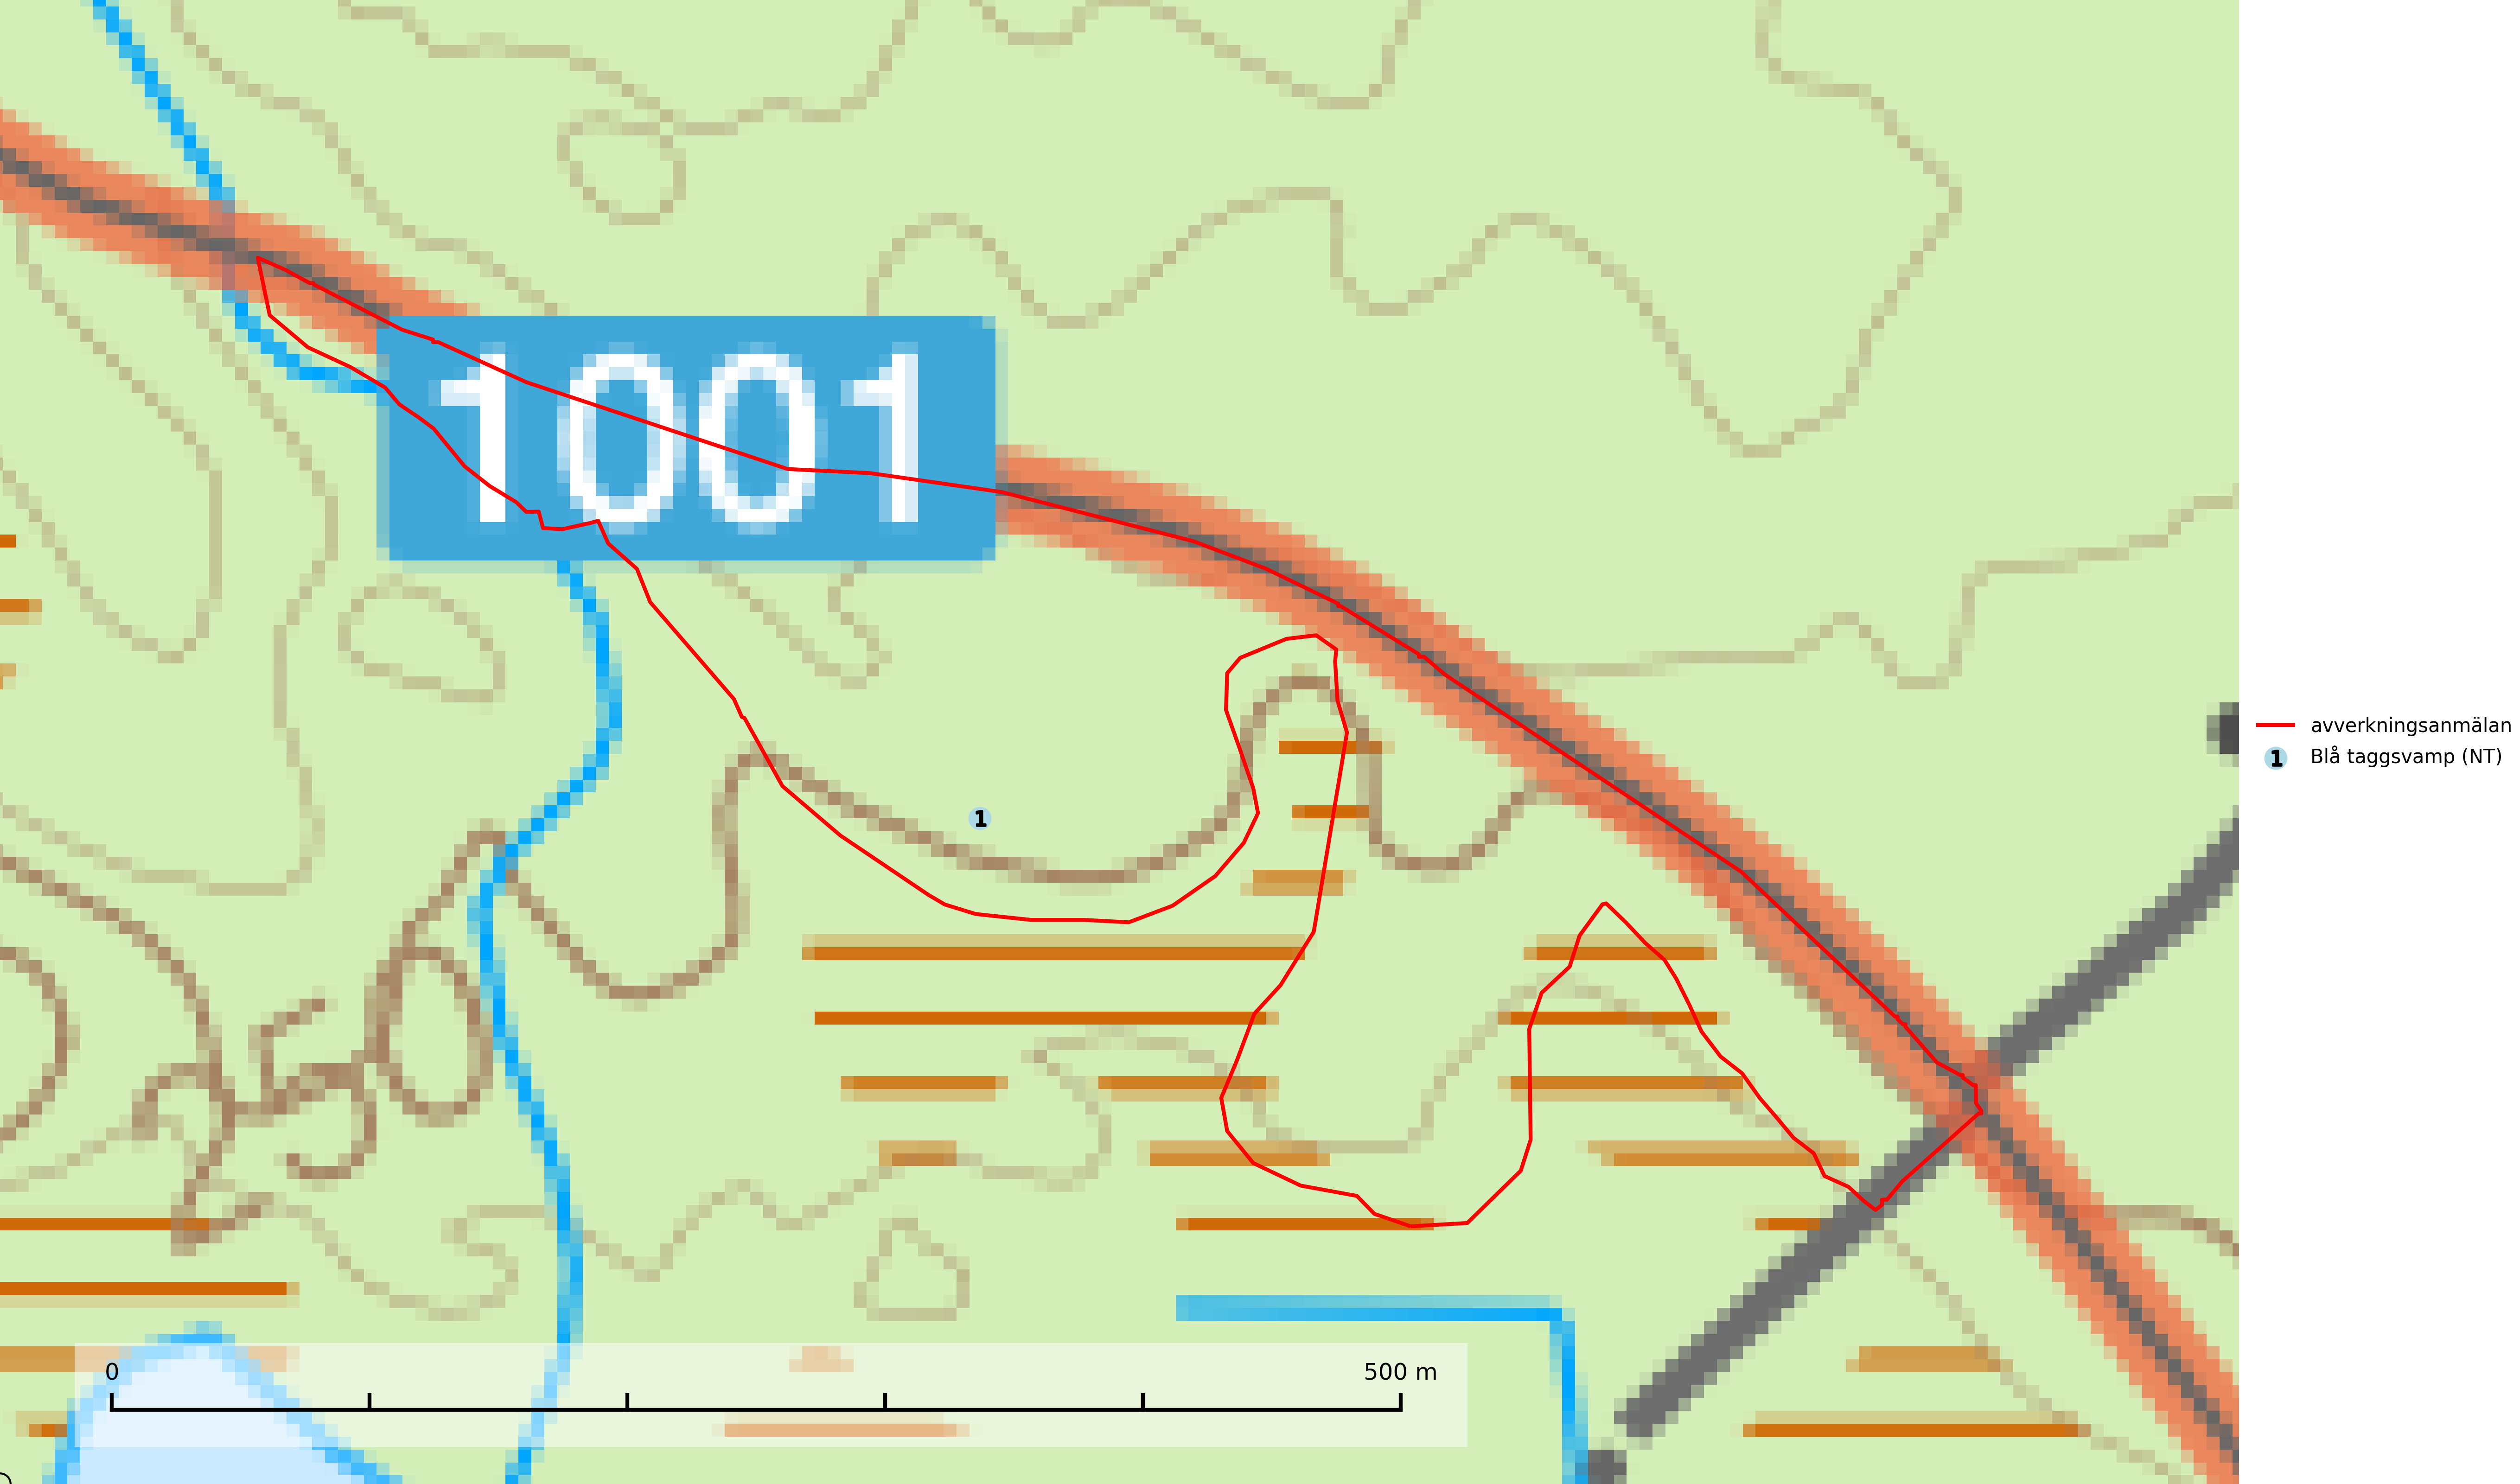 1001
avverkningsanmälan
1 Blå taggsvamp (NT)
1
0 500 m